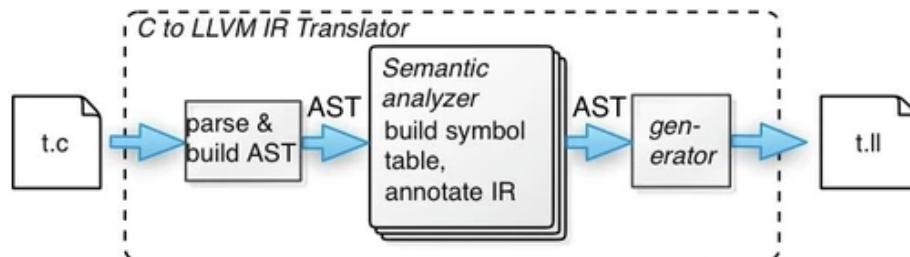 C to LLVM IR Translator
t.c
parse &
build AST
AST
Semantic
analyzer
build symbol
table,
annotate IR
AST
gen-
erator
t.ll